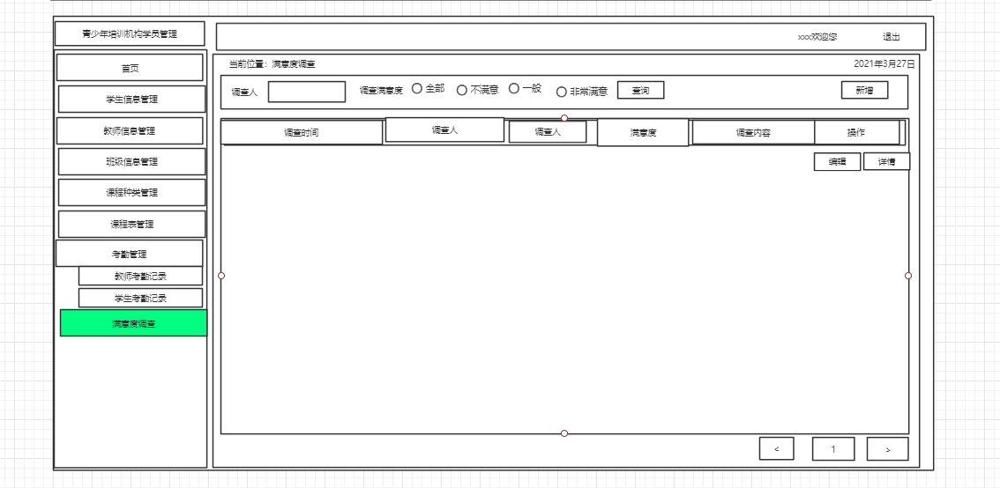 青少年培训机构学员管理
xxx欢迎您 退出
首页
学生信息管理
教师信息管理
班级信息管理
课程种类管理
课程表管理
考勤管理
教师考勤记录
学生考勤记录
满意度调查
当前位置：满意度调查 2021年3月27日
调查人 调查满意度 全部 不满意 一般 非常满意 查询 新增
调查时间 调查人 调查人 满意度 调查内容 操作
编辑 详情
< 1 >